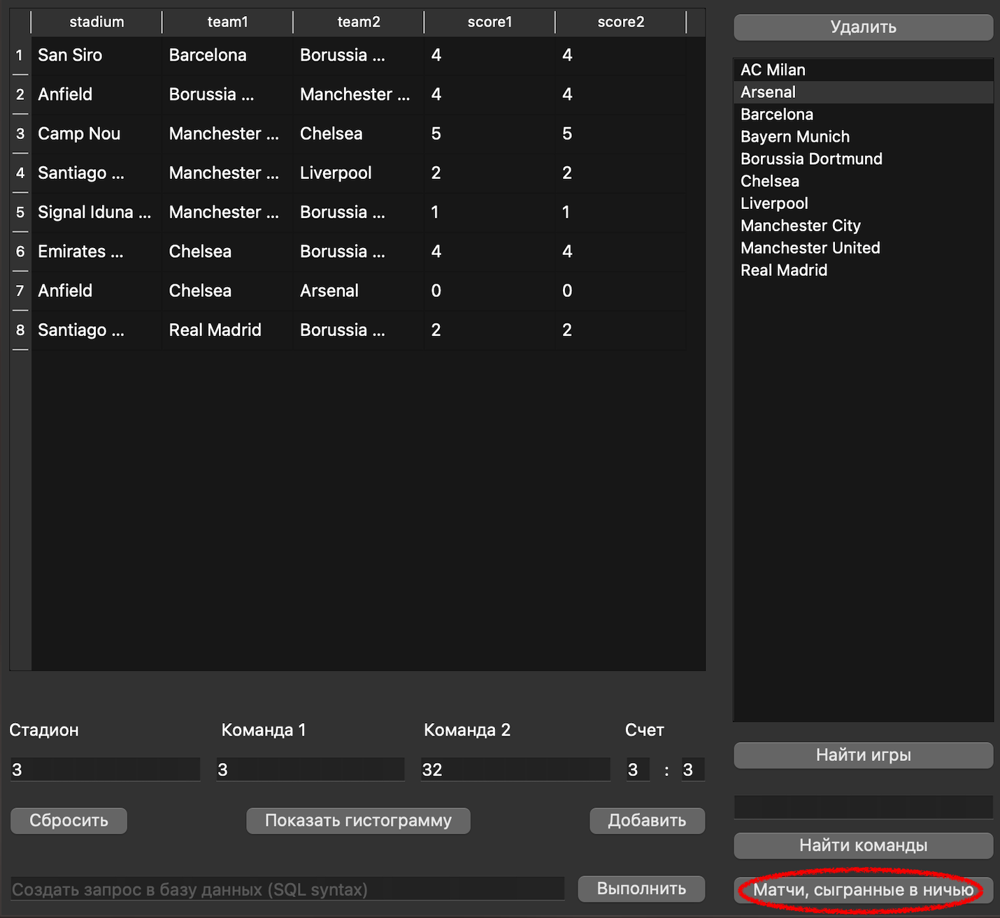 stadium team1 team2 score1 score2
1 San Siro Barcelona Borussia ... 4 4
2 Anfield Borussia ... Manchester ... 4 4
3 Camp Nou Manchester ... Chelsea 5 5
4 Santiago ... Manchester ... Liverpool 2 2
5 Signal Iduna ... Manchester ... Borussia ... 1 1
6 Emirates ... Chelsea Borussia ... 4 4
7 Anfield Chelsea Arsenal 0 0
8 Santiago ... Real Madrid Borussia ... 2 2
Стадион Команда 1 Команда 2 Счет
3 3 32 3 : 3
Сбросить Показать гистограмму Добавить
Создать запрос в базу данных (SQL syntax) Выполнить
Удалить
AC Milan
Arsenal
Barcelona
Bayern Munich
Borussia Dortmund
Chelsea
Liverpool
Manchester City
Manchester United
Real Madrid
Найти игры
Найти команды
Матчи, сыгранные в ничью